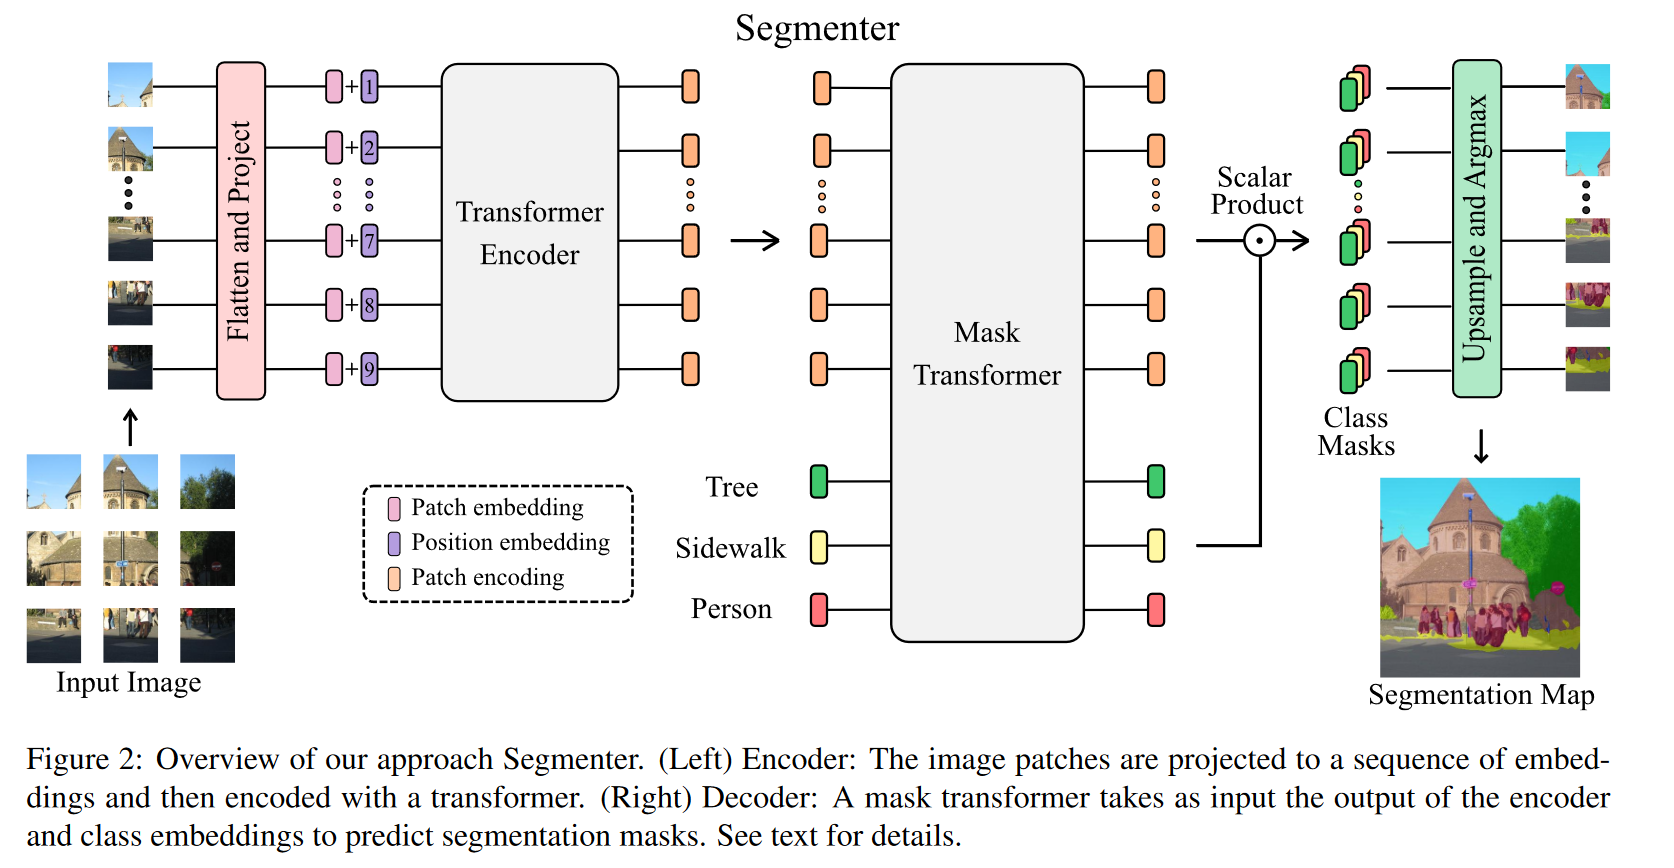 Segmenter
Flatten and Project
+1
+2
+7
+8
+9
Transformer
Encoder
Mask
Transformer
Scalar
Product
Class
Masks
Upsample and Argmax
Tree
Sidewalk
Person
Patch embedding
Position embedding
Patch encoding
Input Image
Segmentation Map
Figure 2: Overview of our approach Segmenter. (Left) Encoder: The image patches are projected to a sequence of embed-
dings and then encoded with a transformer. (Right) Decoder: A mask transformer takes as input the output of the encoder
and class embeddings to predict segmentation masks. See text for details.